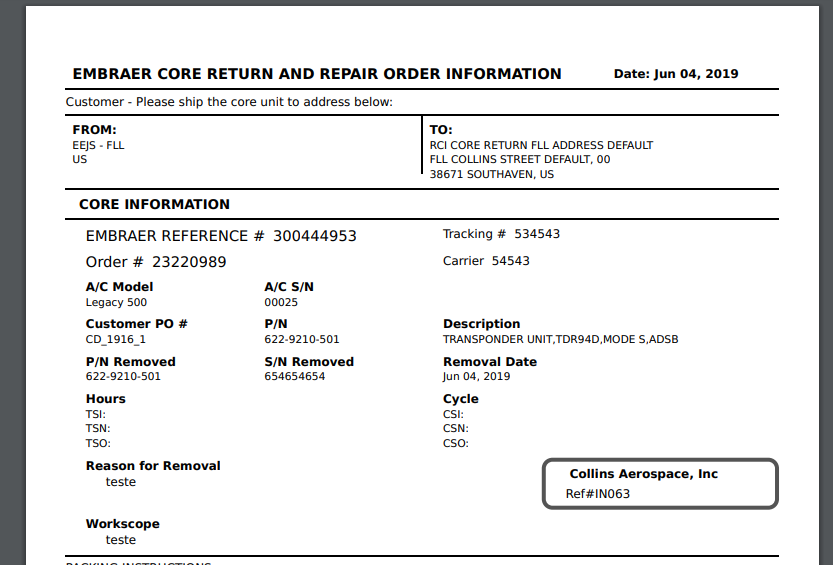 EMBRAER CORE RETURN AND REPAIR ORDER INFORMATION Date: Jun 04, 2019
Customer - Please ship the core unit to address below:
FROM: TO:
EEJS - FLL RCI CORE RETURN FLL ADDRESS DEFAULT
US FLL COLLINS STREET DEFAULT, 00
38671 SOUTHAVEN, US
CORE INFORMATION
EMBRAER REFERENCE # 300444953 Tracking # 534543
Order # 23220989 Carrier 54543
A/C Model A/C S/N
Legacy 500 00025
Customer PO # P/N Description
CD_1916_1 622-9210-501 TRANSPONDER UNIT,TDR94D,MODE S,ADSB
P/N Removed S/N Removed Removal Date
622-9210-501 654654654 Jun 04, 2019
Hours Cycle
TSI: CSI:
TSN: CSN:
TSO: CSO:
Reason for Removal Collins Aerospace, Inc
teste Ref#IN063
Workscope
teste
PACKING INSTRUCTIONS